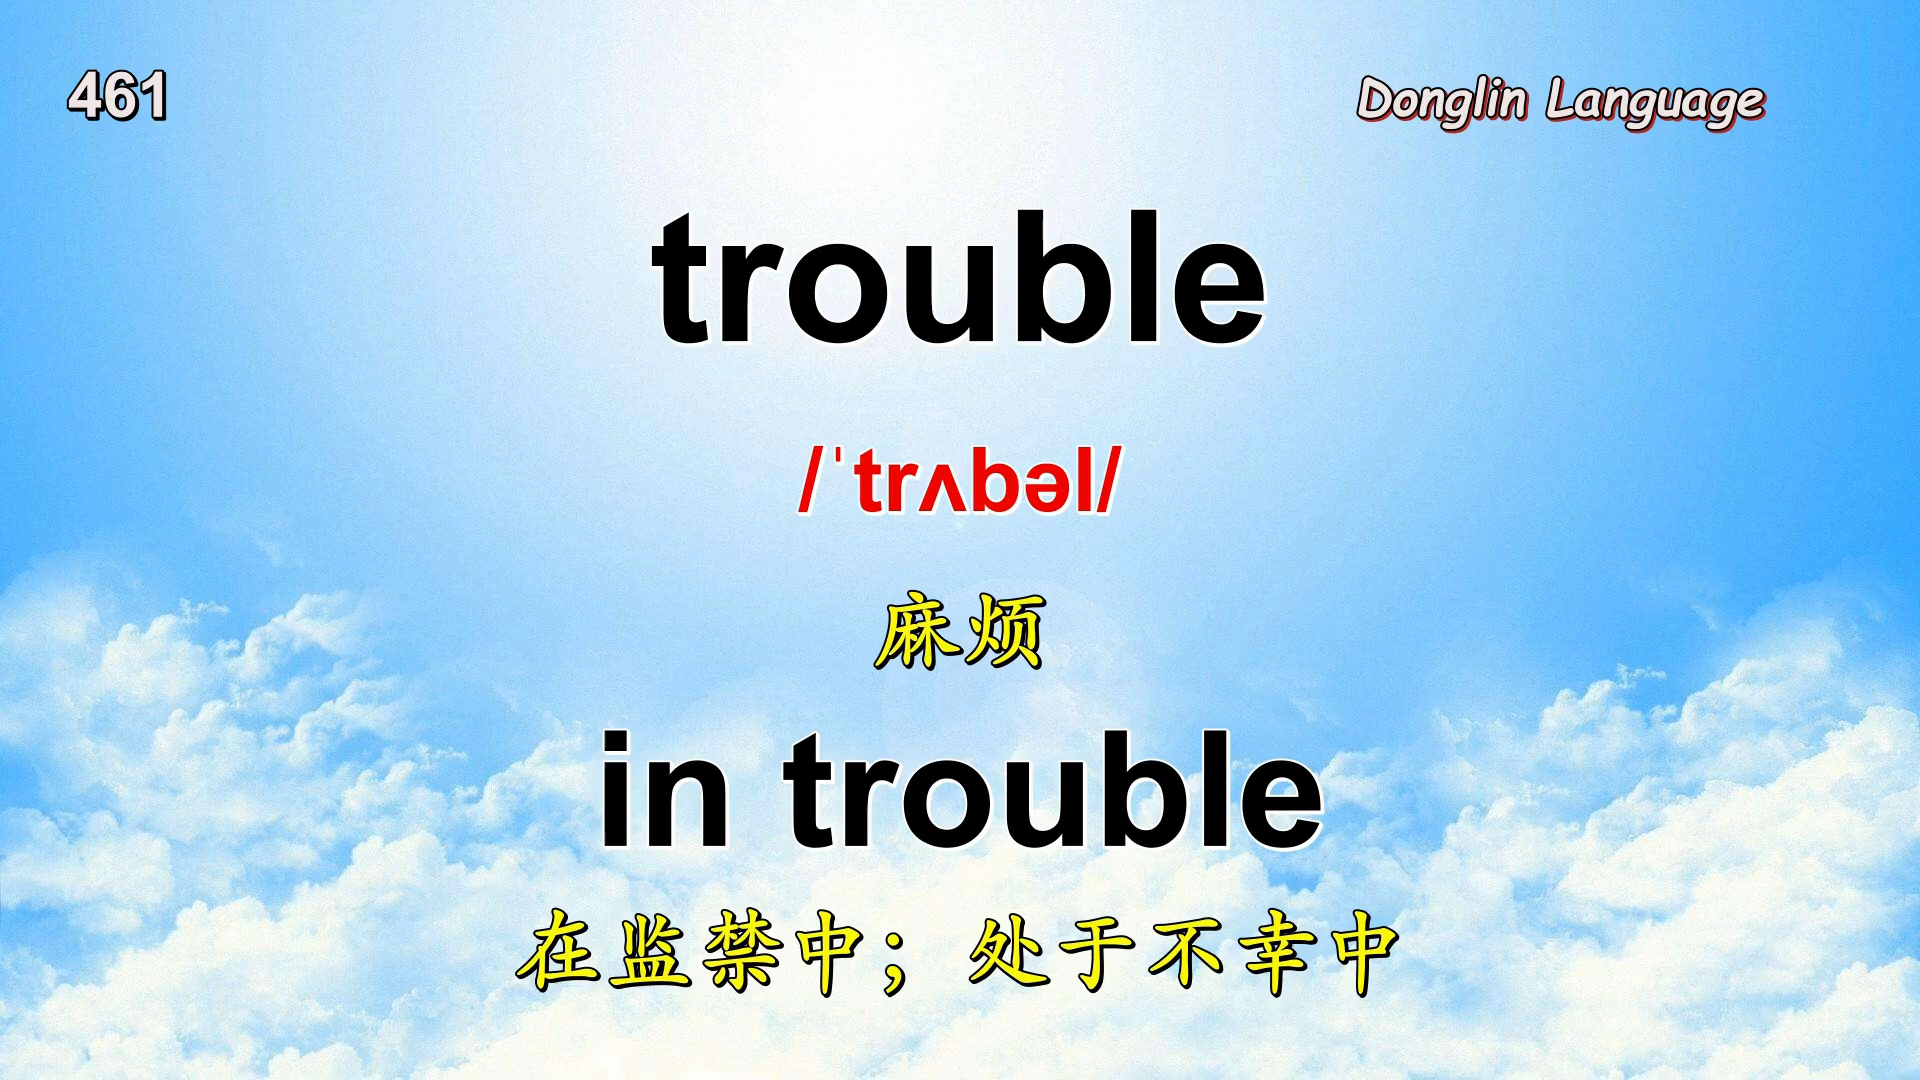 461
Donglin Language
trouble
/ˈtrʌbəl/
麻烦
in trouble
在监禁中；处于不幸中